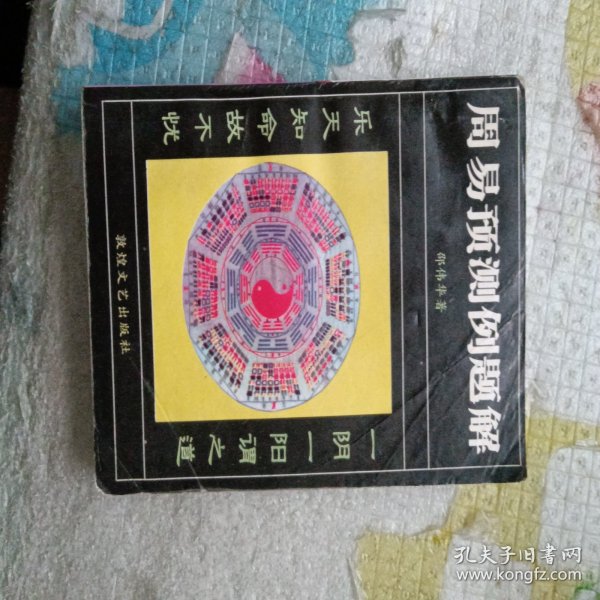 周易预测例题解
邵伟华著
乐天知命故不忧
一阴一阳谓之道
敦煌文艺出版社
孔夫子旧书网
www.kongfz.com